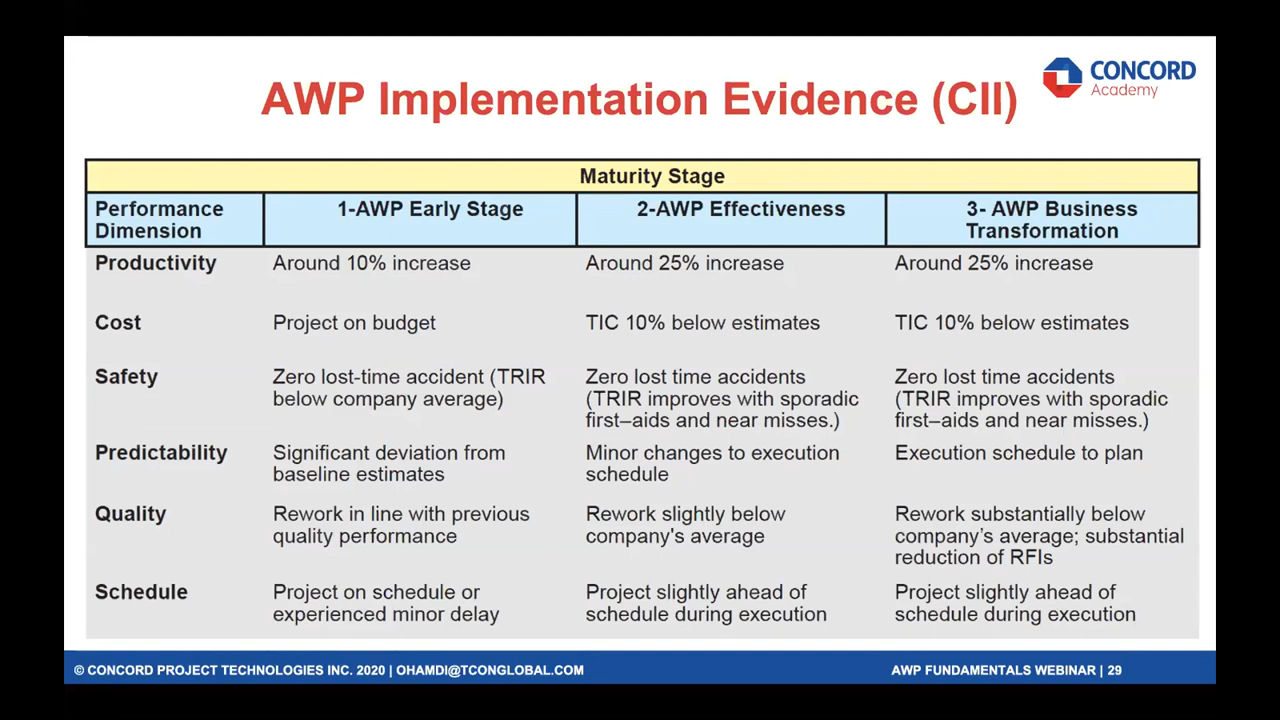 AWP Implementation Evidence (CII)
CONCORD
Academy
Maturity Stage
Performance
Dimension
1-AWP Early Stage
2-AWP Effectiveness
3- AWP Business
Transformation
Productivity
Around 10% increase
Around 25% increase
Around 25% increase
Cost
Project on budget
TIC 10% below estimates
TIC 10% below estimates
Safety
Zero lost-time accident (TRIR
below company average)
Zero lost time accidents
(TRIR improves with sporadic
first–aids and near misses.)
Zero lost time accidents
(TRIR improves with sporadic
first–aids and near misses.)
Predictability
Significant deviation from
baseline estimates
Minor changes to execution
schedule
Execution schedule to plan
Quality
Rework in line with previous
quality performance
Rework slightly below
company's average
Rework substantially below
company’s average; substantial
reduction of RFIs
Schedule
Project on schedule or
experienced minor delay
Project slightly ahead of
schedule during execution
Project slightly ahead of
schedule during execution
© CONCORD PROJECT TECHNOLOGIES INC. 2020 | OHAMDI@TCONGLOBAL.COM
AWP FUNDAMENTALS WEBINAR | 29